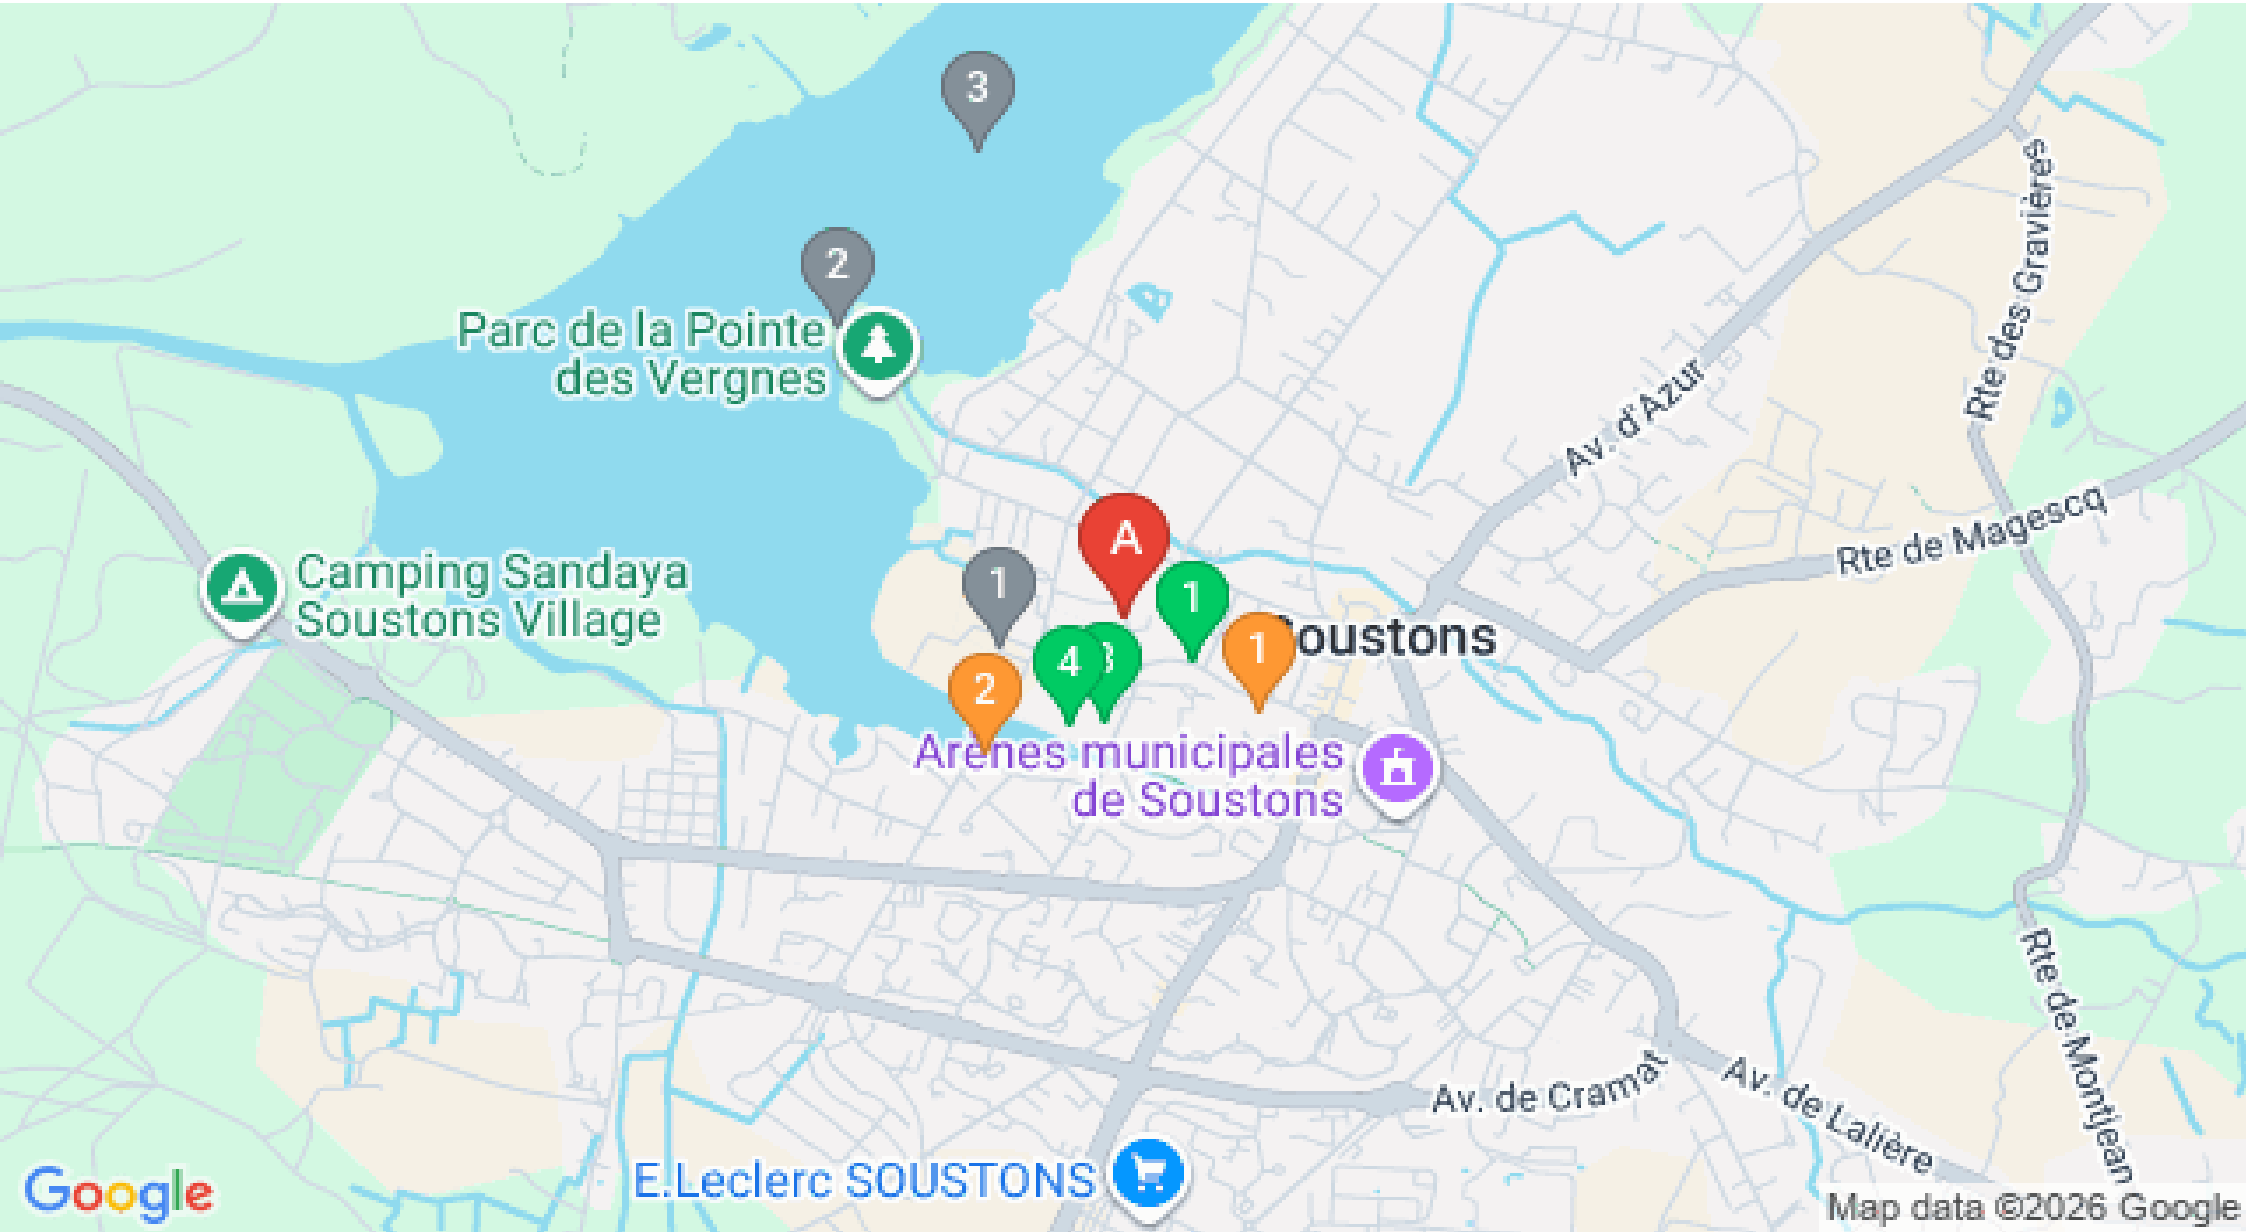 3
2
Parc de la Pointe
des Vergnes
Rte des Gravières
Av. d'Azur
Rte de Magescq
A
Camping Sandaya
Soustons Village
1
1
1
oustons
4
3
2
Arènes municipales
de Soustons
Rte de Montjean
Av. de Cramat
Av. de Lalière
E.Leclerc SOUSTONS
Google
Map data ©2026 Google